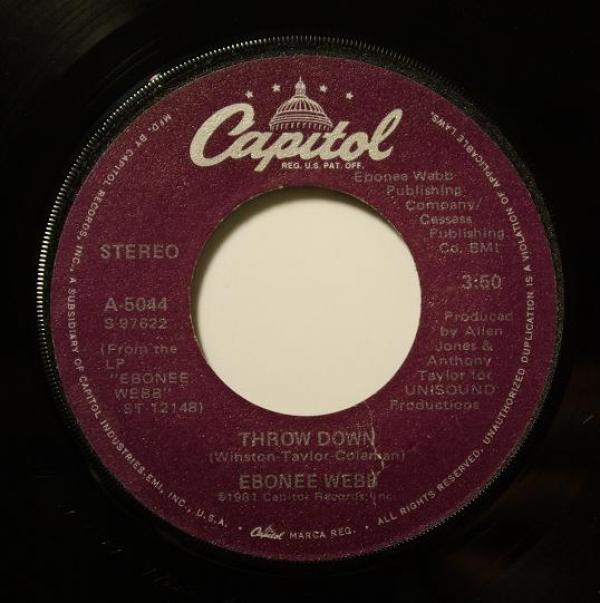 Capitol
REG. U.S. PAT. OFF.
Ebonee Webb
Publishing
Company/
Cessess
Publishing
Co. BMI
STEREO
3:50
A-5044
S-97622
(From the
LP
"EBONEE
WEBB"
ST-12148)
Produced
by Allen
Jones &
Anthony
Taylor for
UNISOUND
Productions
THROW DOWN
(Winston-Taylor-Coleman)
EBONEE WEBB
©1981 Capitol Records, Inc.
MFD. BY CAPITOL RECORDS, INC., A SUBSIDIARY OF CAPITOL INDUSTRIES-EMI, INC., U.S.A. • Capitol MARCA REG. • ALL RIGHTS RESERVED. UNAUTHORIZED DUPLICATION IS A VIOLATION OF APPLICABLE LAWS.